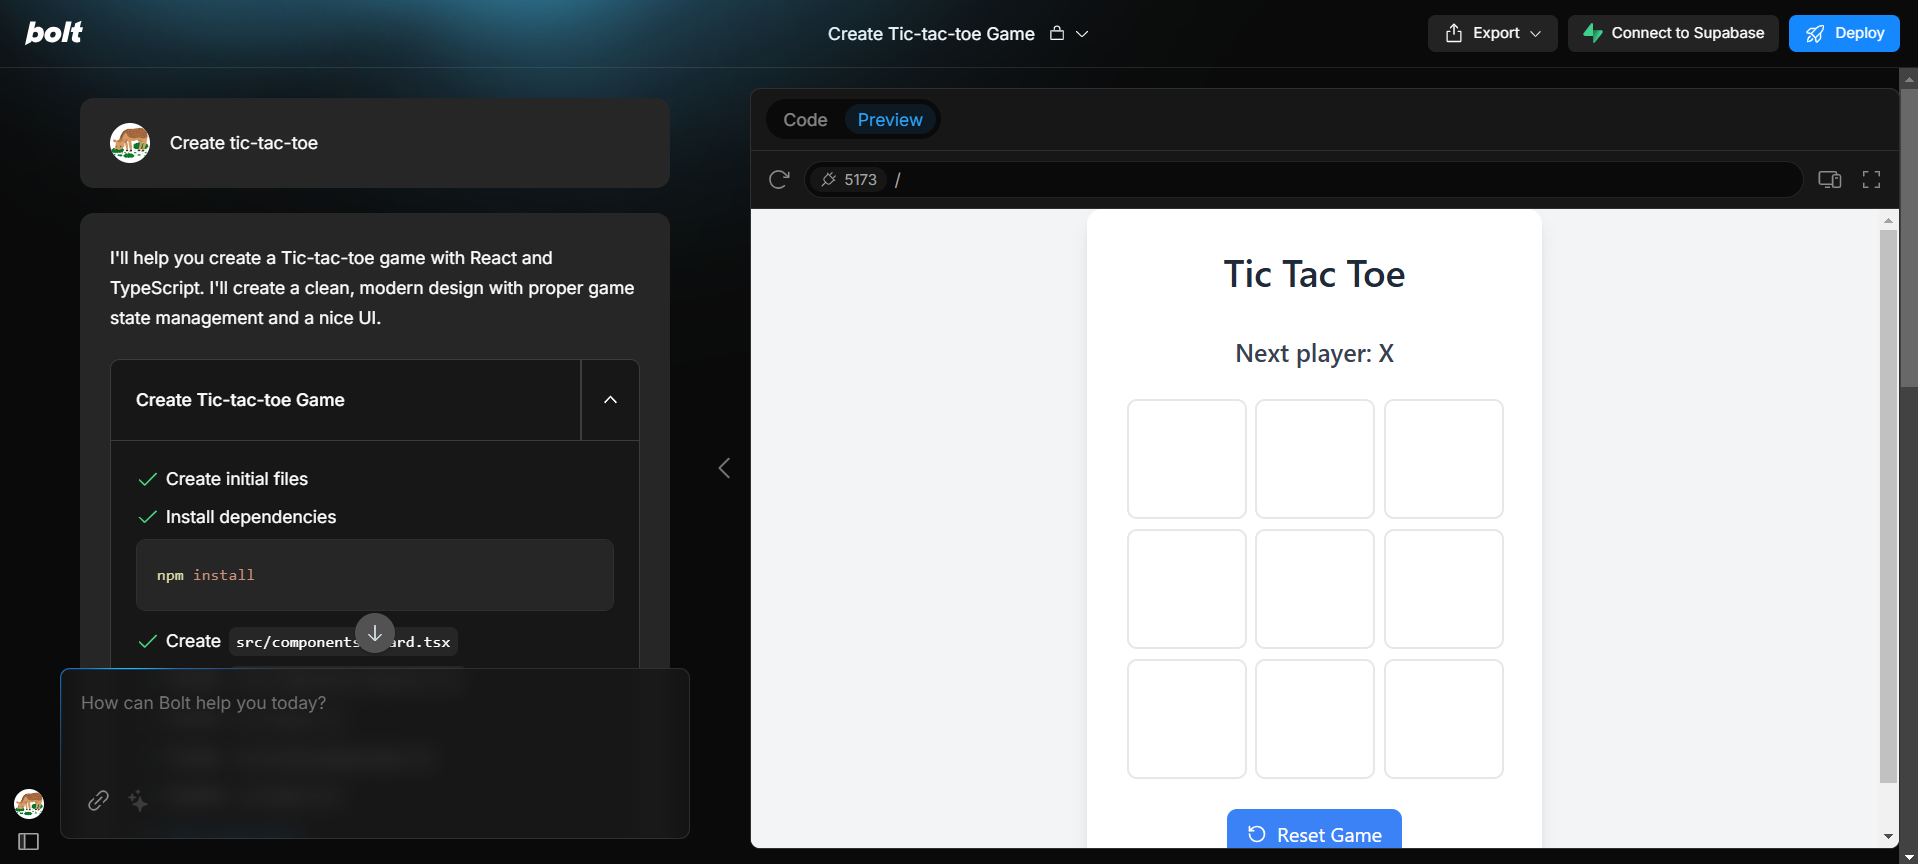 bolt
Create Tic-tac-toe Game
Export
Connect to Supabase
Deploy
Create tic-tac-toe
I'll help you create a Tic-tac-toe game with React and
TypeScript. I'll create a clean, modern design with proper game
state management and a nice UI.
Create Tic-tac-toe Game
Create initial files
Install dependencies
npm install
Create src/components ard.tsx
How can Bolt help you today?
Code
Preview
5173 /
Tic Tac Toe
Next player: X
Reset Game